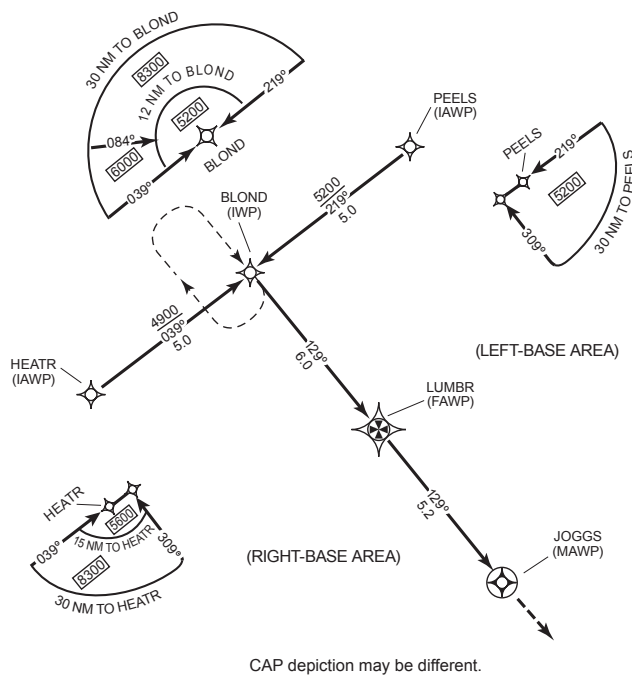 30 NM TO BLOND
8300
12 NM TO BLOND
5200
219°
084°
6000
039°
BLOND
PEELS
(IAWP)
PEELS
219°
5200
309°
30 NM TO PEELS
BLOND
(IWP)
5200
219°
5.0
4900
039°
5.0
HEATR
(IAWP)
129°
6.0
(LEFT-BASE AREA)
LUMBR
(FAWP)
HEATR
5600
039°
15 NM TO HEATR
309°
8300
30 NM TO HEATR
129°
5.2
(RIGHT-BASE AREA)
JOGGS
(MAWP)
CAP depiction may be different.